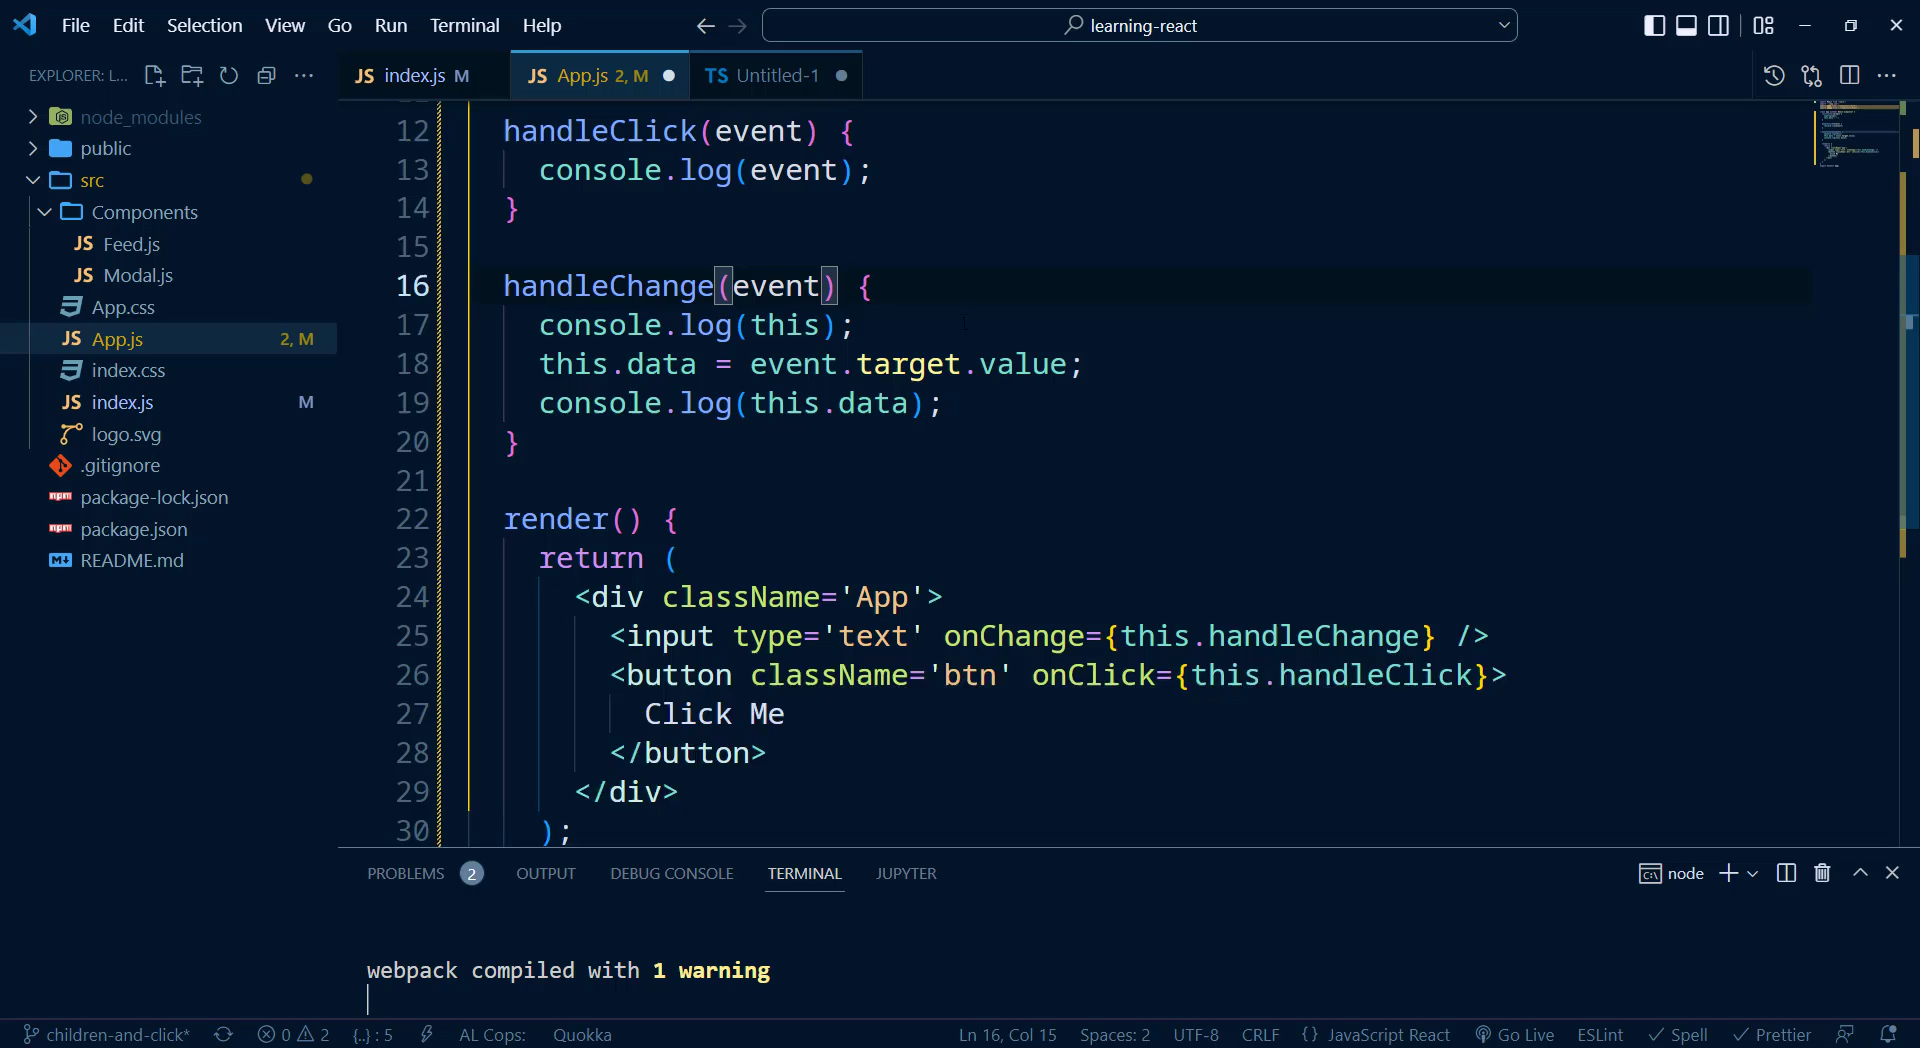 File Edit Selection View Go Run Terminal Help learning-react
EXPLORER: L...
JS index.js M
JS App.js 2, M
TS Untitled-1
node_modules
public
src
Components
JS Feed.js
JS Modal.js
App.css
JS App.js 2, M
index.css
JS index.js M
logo.svg
.gitignore
npm package-lock.json
npm package.json
README.md
12 handleClick(event) {
13 console.log(event);
14 }
15
16 handleChange(event) {
17 console.log(this);
18 this.data = event.target.value;
19 console.log(this.data);
20 }
21
22 render() {
23 return (
24 <div className='App'>
25 <input type='text' onChange={this.handleChange} />
26 <button className='btn' onClick={this.handleClick}>
27 Click Me
28 </button>
29 </div>
30 );
PROBLEMS 2 OUTPUT DEBUG CONSOLE TERMINAL JUPYTER node
webpack compiled with 1 warning
children-and-click* 0 2 {..} : 5 AL Cops: Quokka Ln 16, Col 15 Spaces: 2 UTF-8 CRLF {} JavaScript React Go Live ESLint Spell Prettier